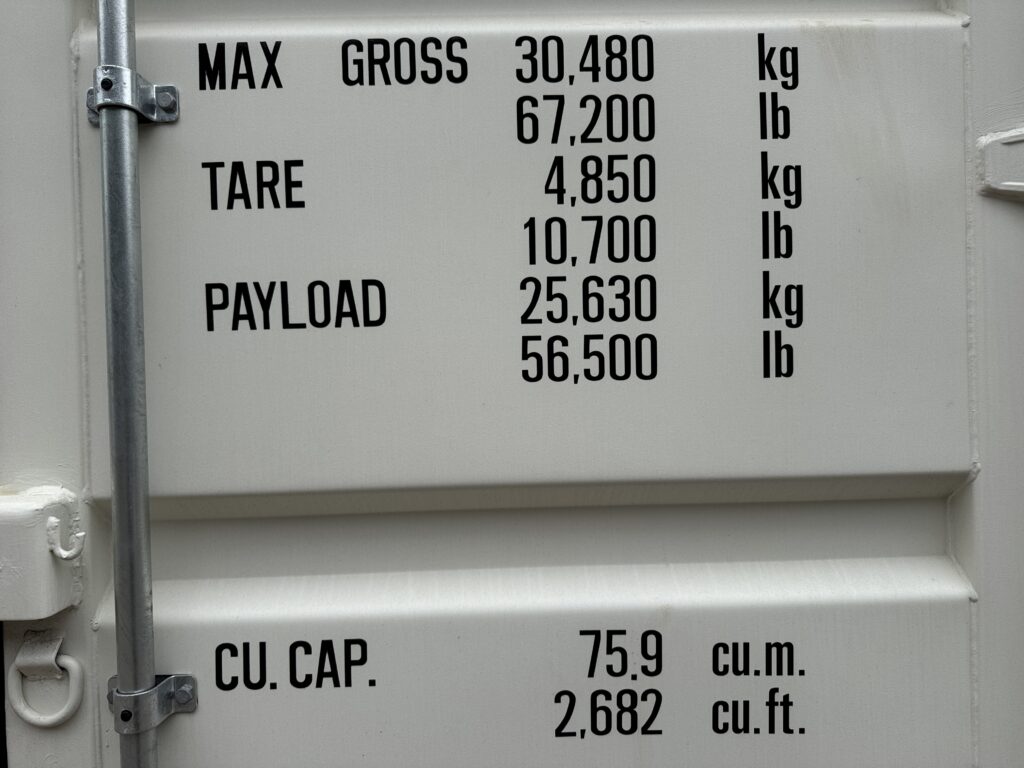 MAX GROSS 30,480 kg
67,200 lb
TARE 4,850 kg
10,700 lb
PAYLOAD 25,630 kg
56,500 lb
CU. CAP. 75.9 cu.m.
2,682 cu.ft.